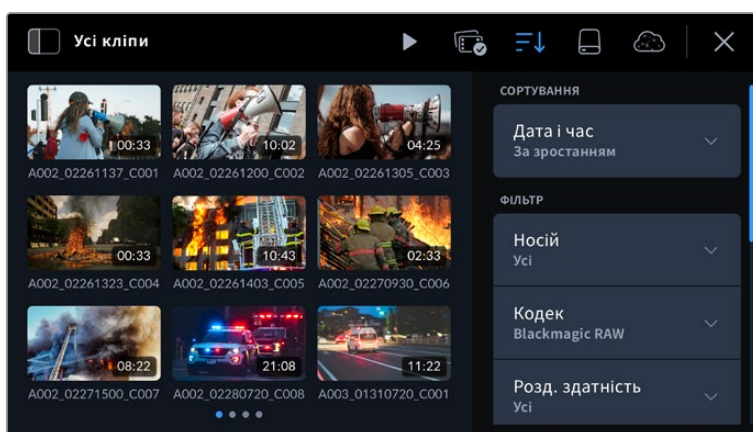 Усі кліпи
00:33
10:02
04:25
A002_02261137_C001
A002_02261200_C002
A002_02261305_C003
00:33
10:43
02:33
A002_02261323_C004
A002_02261403_C005
A002_02270930_C006
08:22
21:08
11:22
A002_02271500_C007
A002_02280720_C008
A003_01310720_C001
СОРТУВАННЯ
Дата і час
За зростанням
ФІЛЬТР
Носій
Усі
Кодек
Blackmagic RAW
Розд. здатність
Усі